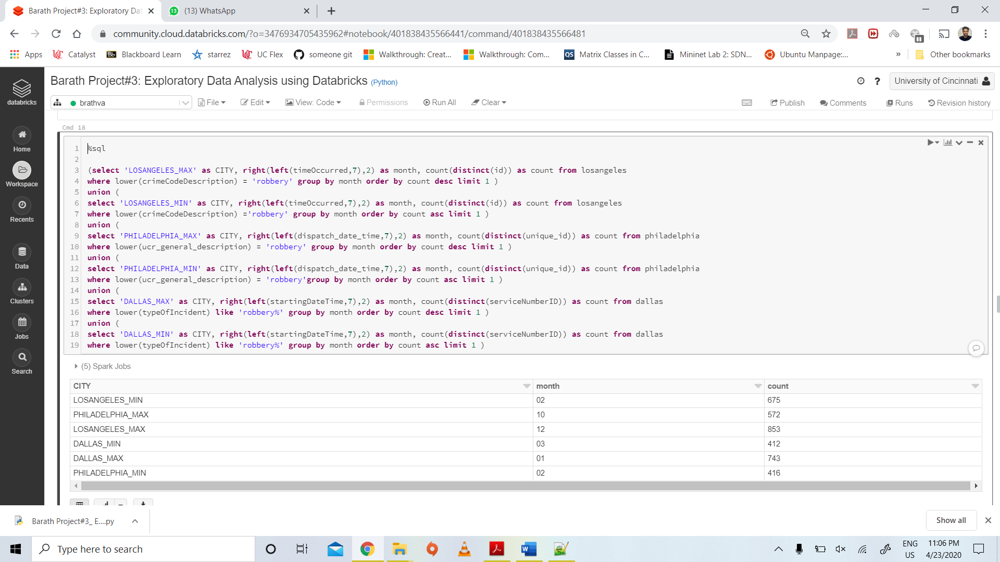 Barath Project#3: Exploratory Dat
(13) WhatsApp
community.cloud.databricks.com/?o=3476934705435962#notebook/401838435566441/command/401838435566481
Apps Catalyst Bb Blackboard Learn starrez UC Flex someone git Walkthrough: Creat... Walkthrough: Com... QS Matrix Classes in C... Mininet Lab 2: SDN... Ubuntu Manpage:... » Other bookmarks
databricks
Home
Workspace
Recents
Data
Clusters
Jobs
Search
Barath Project#3: Exploratory Data Analysis using Databricks (Python)
? University of Cincinnati
brathva File Edit View: Code Permissions Run All Clear Publish Comments Runs Revision history
Cmd 18
1 %sql
2
3 (select 'LOSANGELES_MAX' as CITY, right(left(timeOccurred,7),2) as month, count(distinct(id)) as count from losangeles
4 where lower(crimeCodeDescription) = 'robbery' group by month order by count desc limit 1 )
5 union (
6 select 'LOSANGELES_MIN' as CITY, right(left(timeOccurred,7),2) as month, count(distinct(id)) as count from losangeles
7 where lower(crimeCodeDescription) ='robbery' group by month order by count asc limit 1 )
8 union (
9 select 'PHILADELPHIA_MAX' as CITY, right(left(dispatch_date_time,7),2) as month, count(distinct(unique_id)) as count from philadelphia
10 where lower(ucr_general_description) = 'robbery' group by month order by count desc limit 1 )
11 union (
12 select 'PHILADELPHIA_MIN' as CITY, right(left(dispatch_date_time,7),2) as month, count(distinct(unique_id)) as count from philadelphia
13 where lower(ucr_general_description) = 'robbery'group by month order by count asc limit 1 )
14 union (
15 select 'DALLAS_MAX' as CITY, right(left(startingDateTime,7),2) as month, count(distinct(serviceNumberID)) as count from dallas
16 where lower(typeOfIncident) like 'robbery%' group by month order by count desc limit 1 )
17 union (
18 select 'DALLAS_MIN' as CITY, right(left(startingDateTime,7),2) as month, count(distinct(serviceNumberID)) as count from dallas
19 where lower(typeOfIncident) like 'robbery%' group by month order by count asc limit 1 )
(5) Spark Jobs
CITY month count
LOSANGELES_MIN 02 675
PHILADELPHIA_MAX 10 572
LOSANGELES_MAX 12 853
DALLAS_MIN 03 412
DALLAS_MAX 01 743
PHILADELPHIA_MIN 02 416
Barath Project#3_ E....py
Show all
Type here to search
ENG
US
11:06 PM
4/23/2020